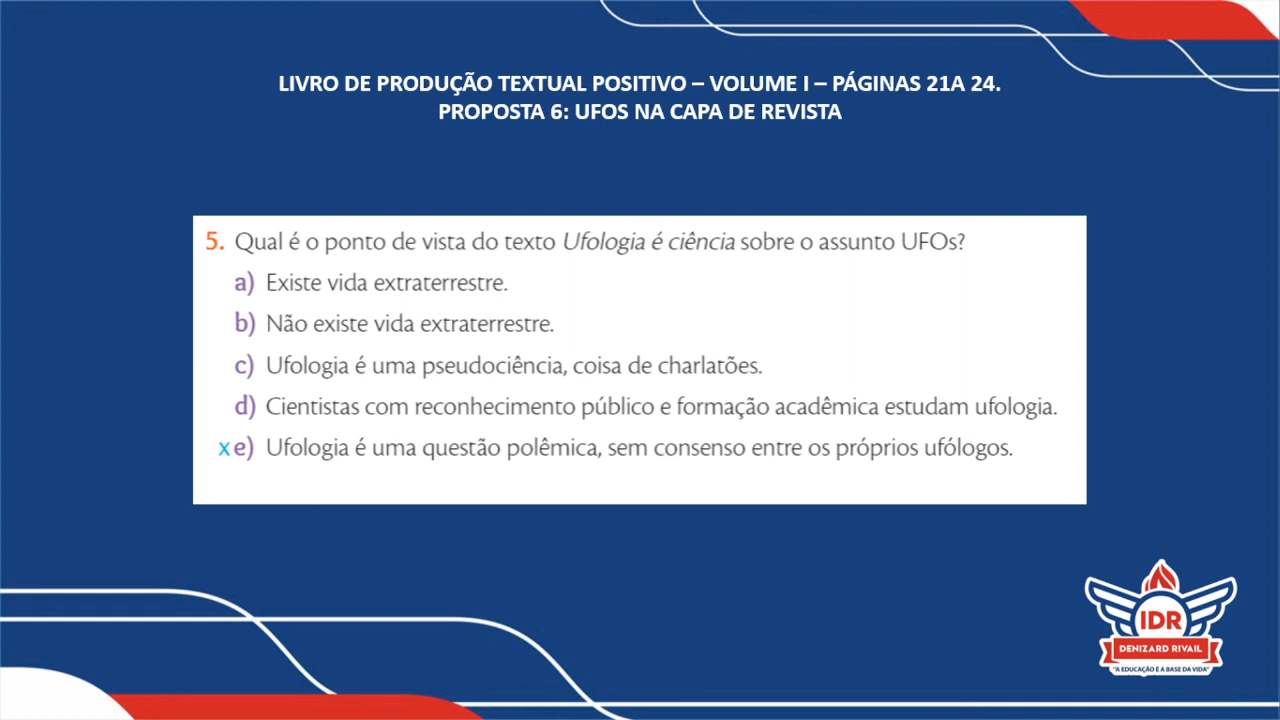 LIVRO DE PRODUÇÃO TEXTUAL POSITIVO – VOLUME I – PÁGINAS 21A 24.
PROPOSTA 6: UFOS NA CAPA DE REVISTA
5. Qual é o ponto de vista do texto Ufologia é ciência sobre o assunto UFOs?
a) Existe vida extraterrestre.
b) Não existe vida extraterrestre.
c) Ufologia é uma pseudociência, coisa de charlatões.
d) Cientistas com reconhecimento público e formação acadêmica estudam ufologia.
x e) Ufologia é uma questão polêmica, sem consenso entre os próprios ufólogos.
IDR
DENIZARD RIVAIL
"A EDUCAÇÃO É A BASE DA VIDA"